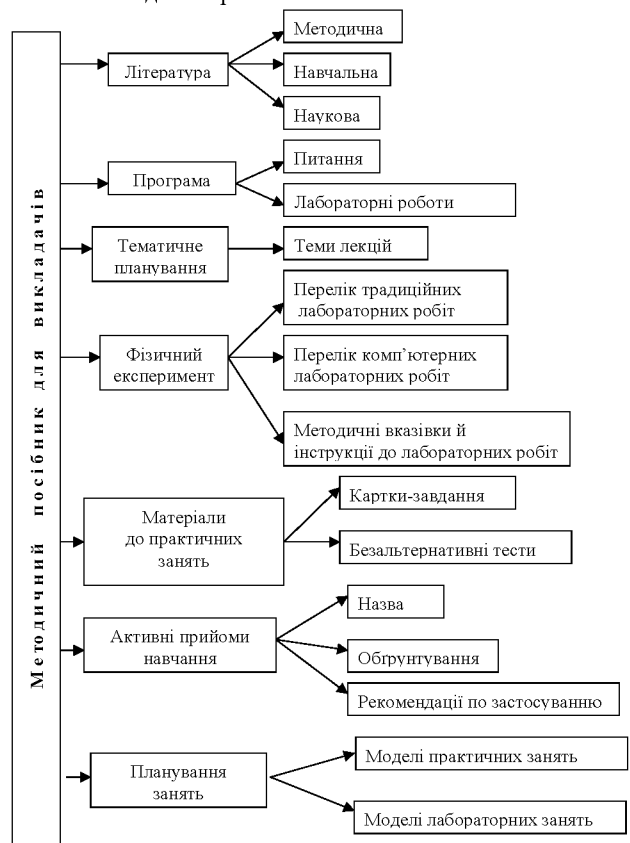 Методичний посібник для викладачів
Література
Методична
Навчальна
Наукова
Програма
Питання
Лабораторні роботи
Тематичне
планування
Теми лекцій
Фізичний
експеримент
Перелік традиційних
лабораторних робіт
Перелік комп’ютерних
лабораторних робіт
Методичні вказівки й
інструкції до лабораторних робіт
Матеріали
до практичних
занять
Картки-завдання
Безальтернативні тести
Активні прийоми
навчання
Назва
Обґрунтування
Рекомендації по застосуванню
Планування
занять
Моделі практичних занять
Моделі лабораторних занять